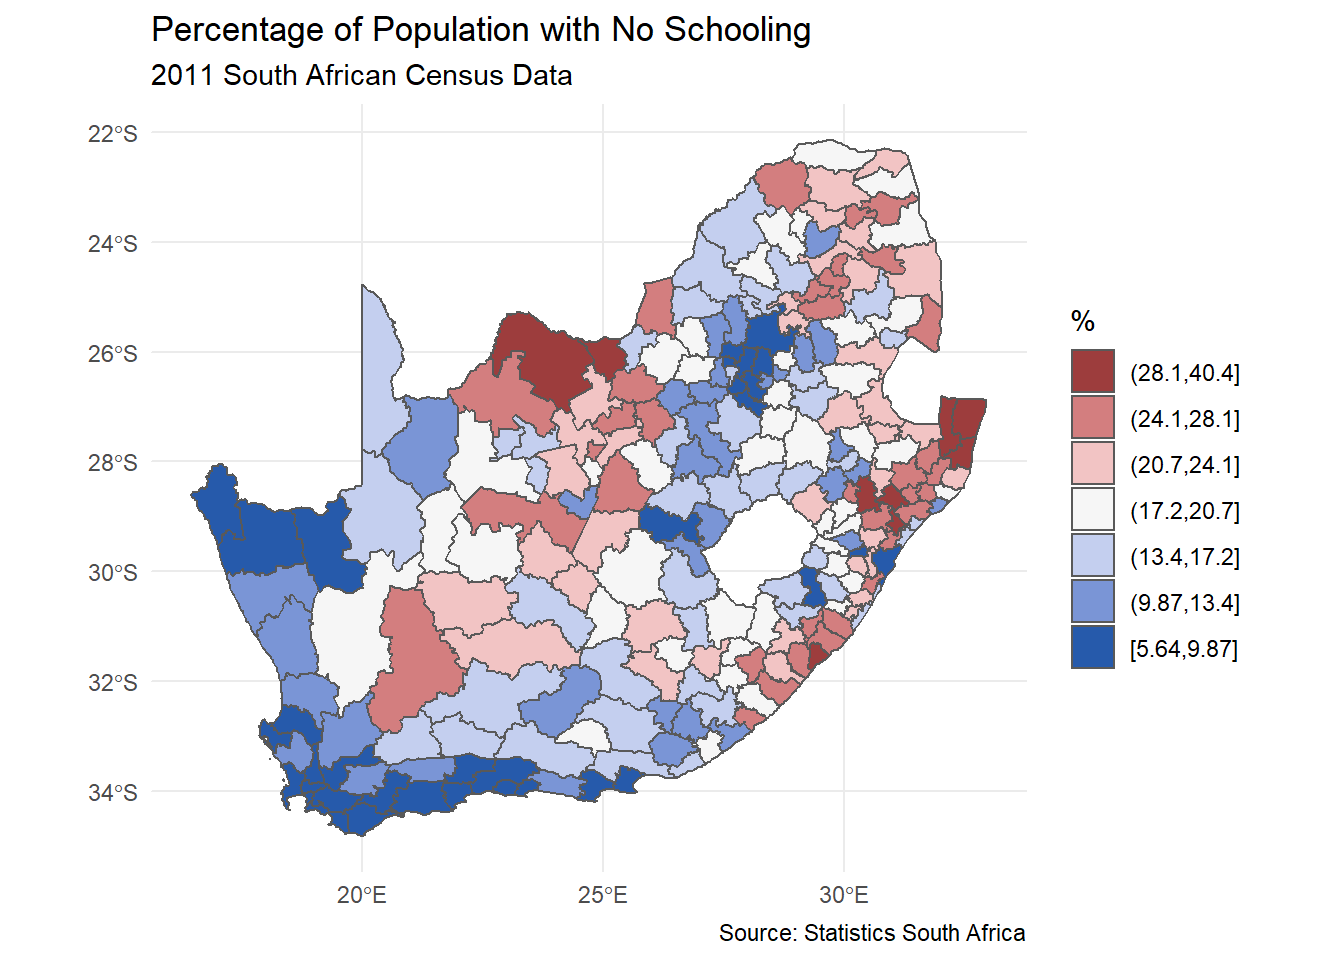 Percentage of Population with No Schooling
2011 South African Census Data
22°S
24°S
26°S
28°S
30°S
32°S
34°S
20°E
25°E
30°E
%
(28.1,40.4]
(24.1,28.1]
(20.7,24.1]
(17.2,20.7]
(13.4,17.2]
(9.87,13.4]
[5.64,9.87]
Source: Statistics South Africa